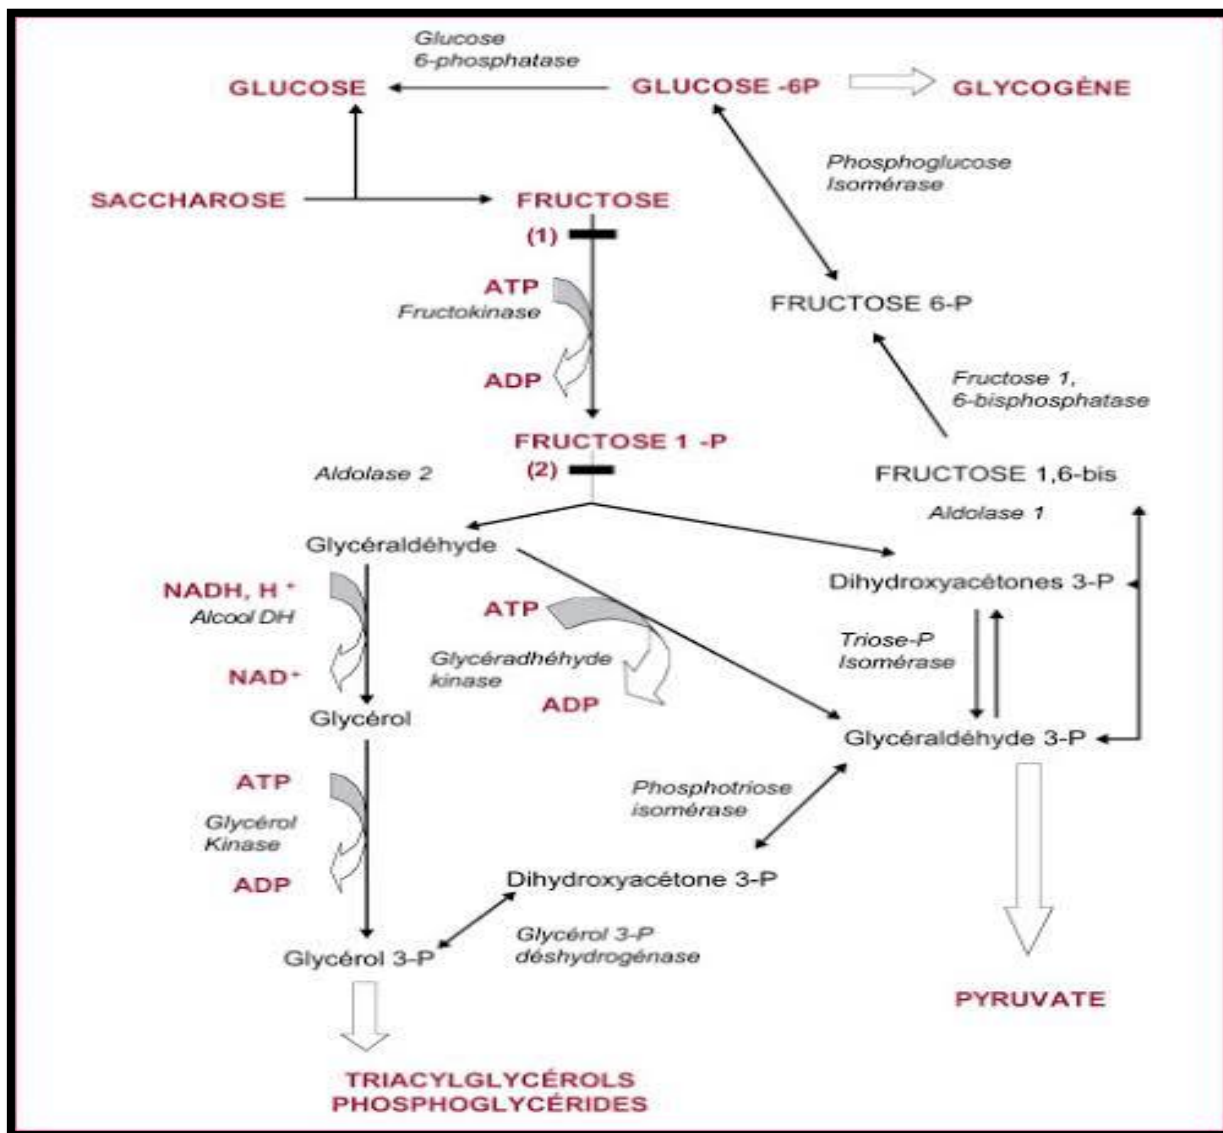 Glucose
6-phosphatase
GLUCOSE
GLUCOSE -6P
GLYCOGÈNE
Phosphoglucose
Isomérase
SACCHAROSE
FRUCTOSE
(1)
ATP
Fructokinase
ADP
FRUCTOSE 6-P
Fructose 1,
6-bisphosphatase
FRUCTOSE 1 -P
(2)
Aldolase 2
FRUCTOSE 1,6-bis
Aldolase 1
Glycéraldéhyde
Dihydroxyacétones 3-P
NADH, H +
Alcool DH
NAD+
ATP
Glycéradhéhyde
kinase
ADP
Triose-P
Isomérase
Glycérol
Glycéraldéhyde 3-P
ATP
Glycérol
Kinase
ADP
Phosphotriose
isomérase
Dihydroxyacétone 3-P
Glycérol 3-P
Glycérol 3-P
déshydrogénase
PYRUVATE
TRIACYLGLYCÉROLS
PHOSPHOGLYCÉRIDES